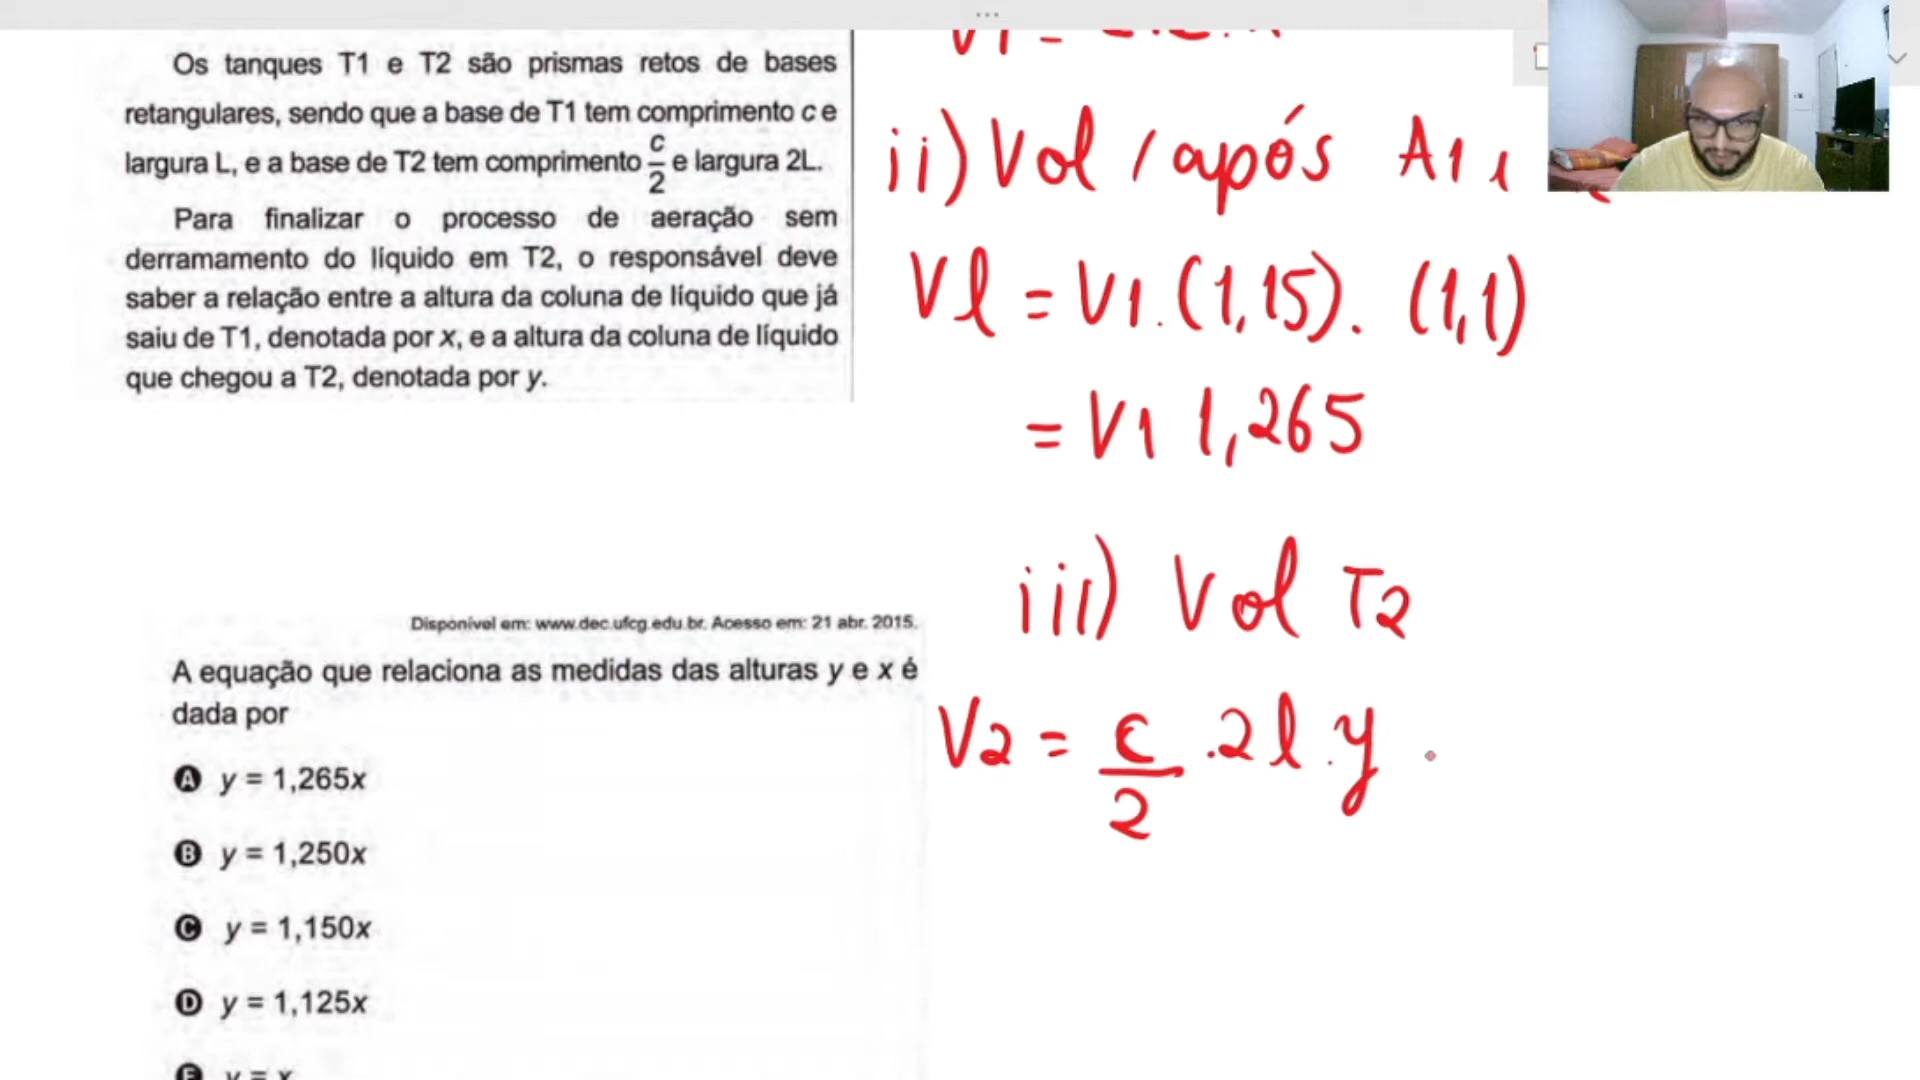 Os tanques T1 e T2 são prismas retos de bases
retangulares, sendo que a base de T1 tem comprimento c e
largura L, e a base de T2 tem comprimento c/2 e largura 2L.
Para finalizar o processo de aeração sem
derramamento do líquido em T2, o responsável deve
saber a relação entre a altura da coluna de líquido que já
saiu de T1, denotada por x, e a altura da coluna de líquido
que chegou a T2, denotada por y.
Disponível em: www.dec.ufcg.edu.br. Acesso em: 21 abr. 2015.
A equação que relaciona as medidas das alturas y e x é
dada por
A y = 1,265x
B y = 1,250x
C y = 1,150x
D y = 1,125x
E y = x
ii) Vol / após A1
Vl = V1.(1,15). (1,1)
= V1 1,265
iii) Vol T2
V2 = c/2 .2l.y